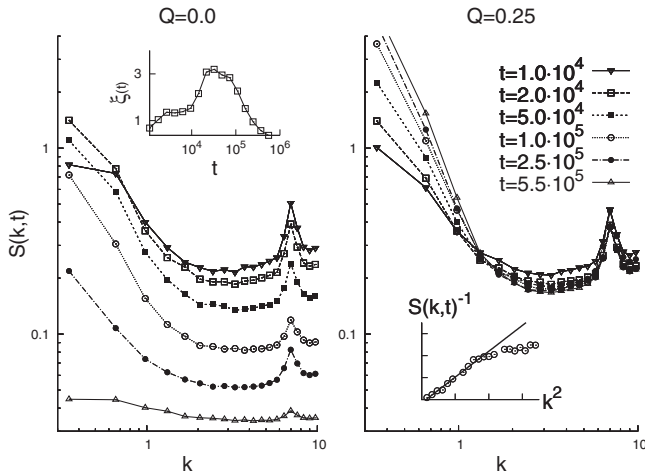 Q=0.0
Q=0.25
S(k,t)
1
0.1
1
10
k
ξ(t)
3
1
10⁴
10⁵
10⁶
t
t=1.0·10⁴
t=2.0·10⁴
t=5.0·10⁴
t=1.0·10⁵
t=2.5·10⁵
t=5.5·10⁵
1
0.1
1
10
k
S(k,t)⁻¹
k²